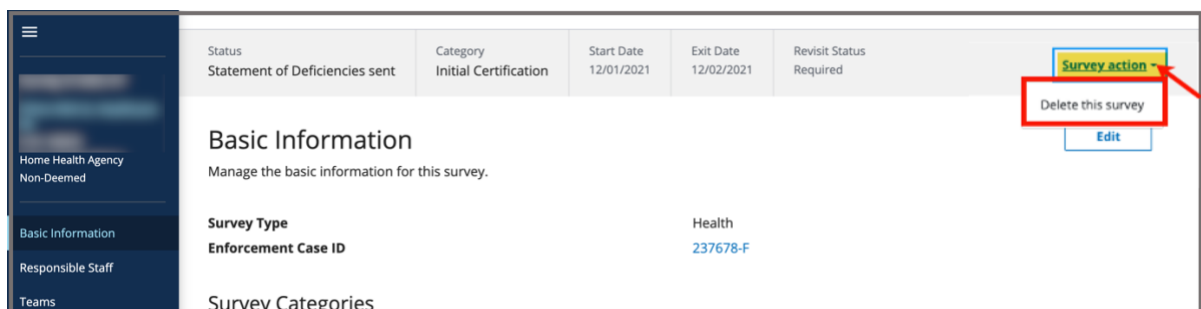 Status
Statement of Deficiencies sent
Category
Initial Certification
Start Date
12/01/2021
Exit Date
12/02/2021
Revisit Status
Required
Survey action
Delete this survey
Edit
Home Health Agency
Non-Deemed
Basic Information
Responsible Staff
Teams
Basic Information
Manage the basic information for this survey.
Survey Type Health
Enforcement Case ID 237678-F
Survey Categories